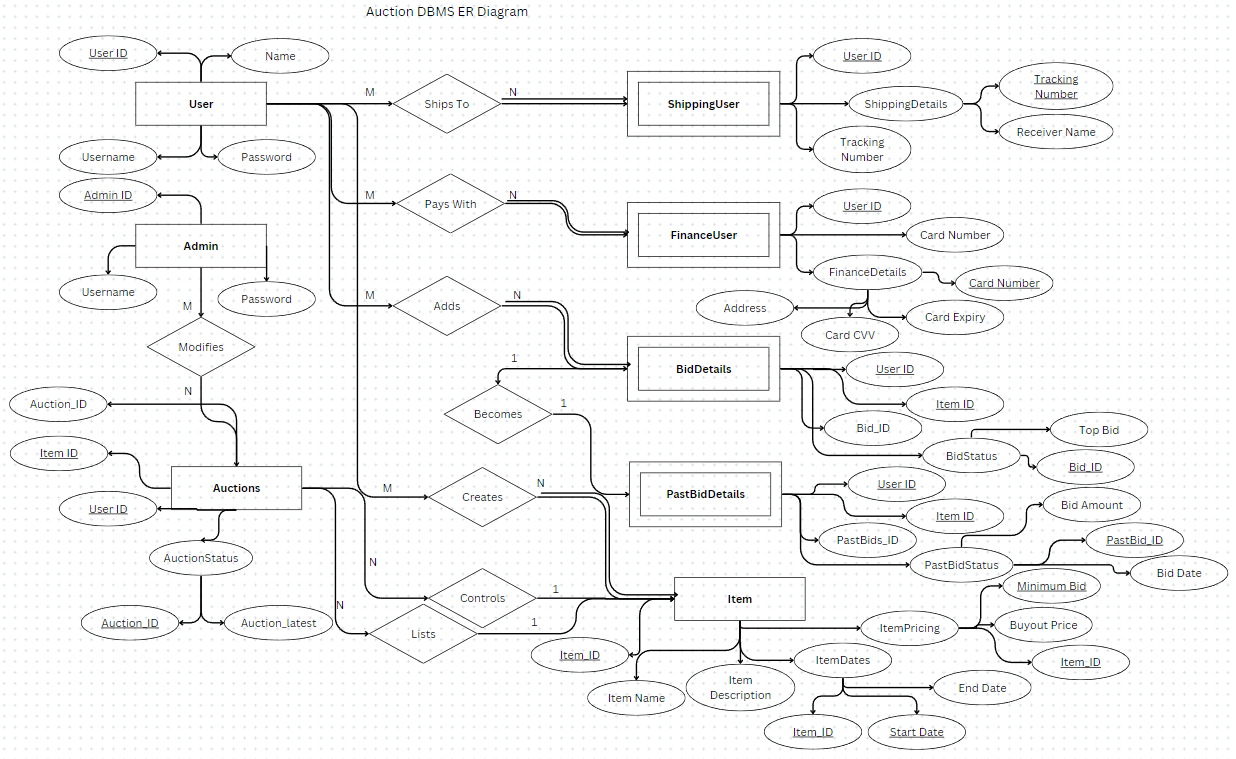 Auction DBMS ER Diagram
User ID
Name
User
M
Ships To
N
ShippingUser
User ID
ShippingDetails
Tracking
Number
Receiver Name
Tracking
Number
Username
Password
Admin ID
M
Pays With
N
FinanceUser
User ID
Card Number
FinanceDetails
Card Number
Address
Card Expiry
Card CVV
Admin
Username
Password
M
Modifies
N
M
Adds
N
BidDetails
User ID
Item ID
Bid_ID
BidStatus
Top Bid
Bid_ID
1
Becomes
1
PastBidDetails
User ID
Item ID
PastBids_ID
PastBidStatus
Bid Amount
PastBid_ID
Bid Date
Auction_ID
Item ID
Auctions
User ID
AuctionStatus
Auction_ID
Auction_latest
M
Creates
N
N
Controls
1
N
Lists
1
Item
Item_ID
Item Name
Item
Description
ItemPricing
Minimum Bid
Buyout Price
Item_ID
ItemDates
End Date
Item_ID
Start Date